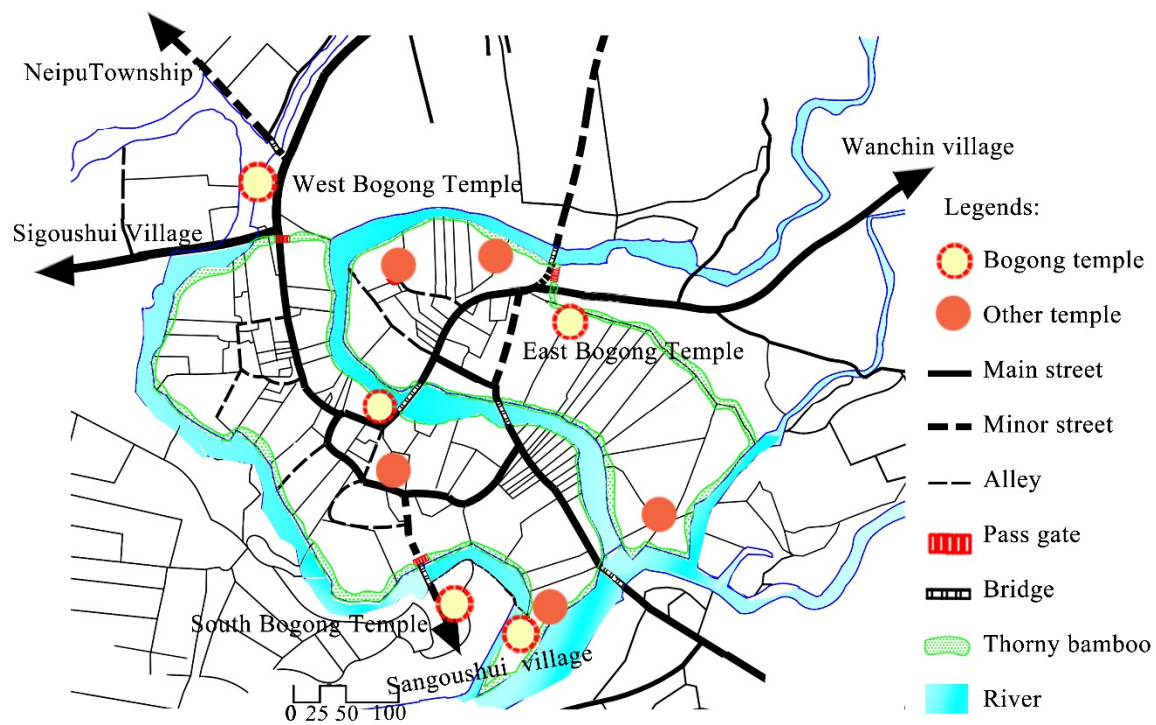 NeipuTownship
Wanchin village
West Bogong Temple
Sigoushui Village
East Bogong Temple
South Bogong Temple
Sangoushui village
0 25 50 100
Legends:
Bogong temple
Other temple
Main street
Minor street
Alley
Pass gate
Bridge
Thorny bamboo
River